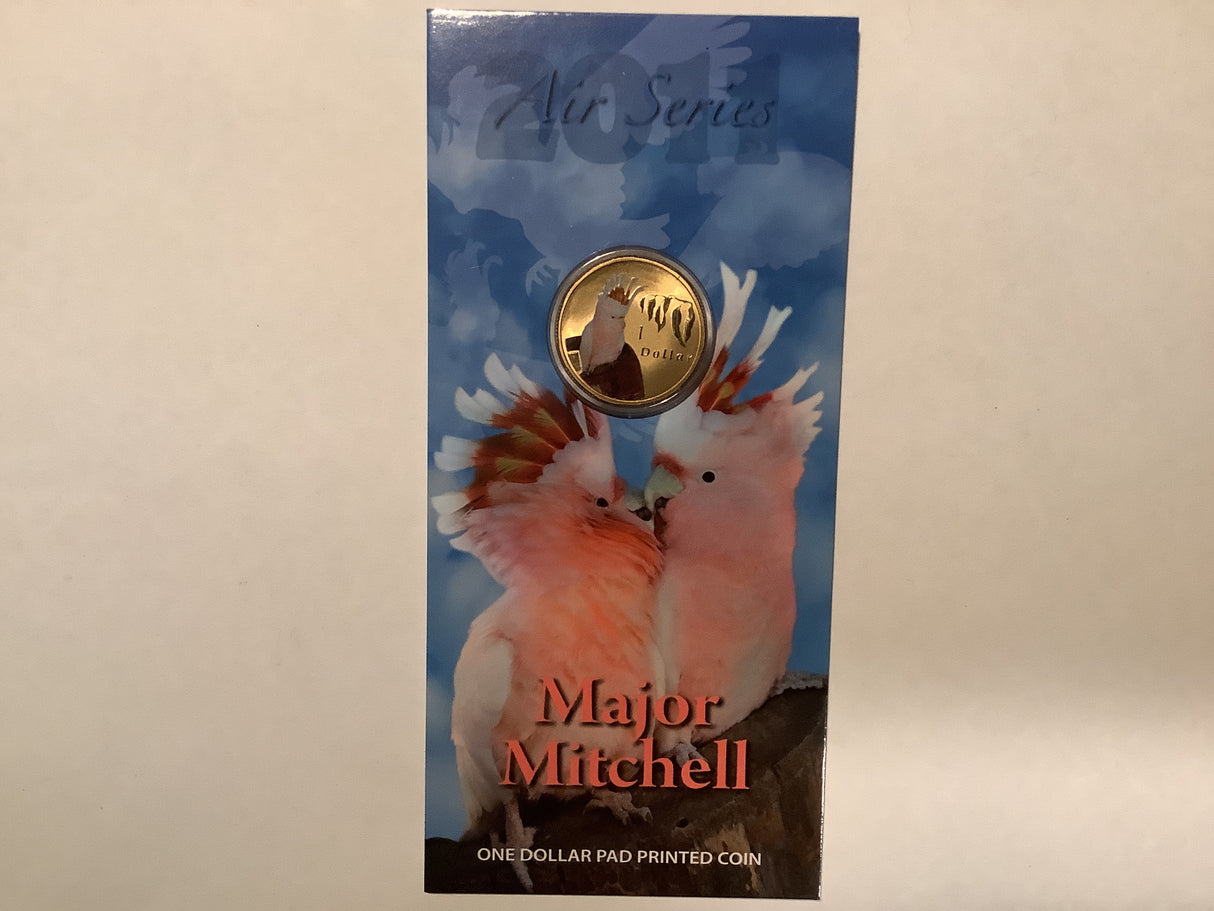 2011
Air Series
1
Dollar
Major
Mitchell
ONE DOLLAR PAD PRINTED COIN